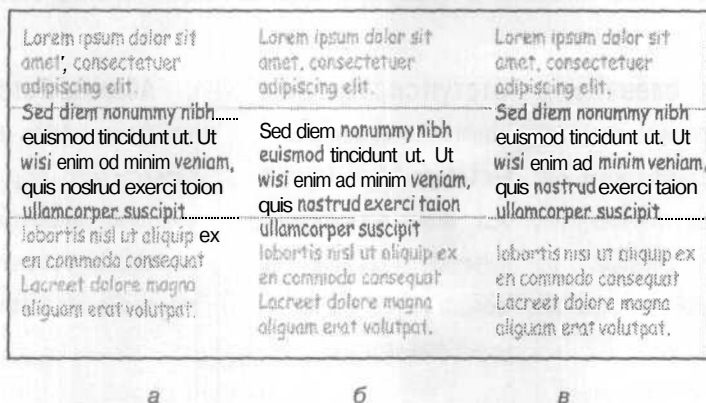 Lorem ipsum dolor sit
amet', consectetuer
adipiscing elit.
Sed diem nonummy nibh
euismod tincidunt ut. Ut
wisi enim od minim veniam,
quis noslrud exerci toion
ullamcorper suscipit
lobortis nisl ut aliquip ex
en commodo consequat
Lacreet dolore magna
aliguam erat volutpat.
Lorem ipsum dolor sit
amet, consectetuer
adipiscing elit.
Sed diem nonummy nibh
euismod tincidunt ut. Ut
wisi enim ad minim veniam,
quis nostrud exerci taion
ullamcorper suscipit
lobortis nisl ut aliquip ex
en commodo consequat
Lacreet dolore magna
aliguam erat volutpat.
Lorem ipsum dolor sit
amet, consectetuer
adipiscing elit.
Sed diem nonummy nibh
euismod tincidunt ut. Ut
wisi enim ad minim veniam,
quis nostrud exerci taion
ullamcorper suscipit
lobortis nisi ut aliquip ex
en commodo consequat
Lacreet dolore magna
aliguam erat volutpat.
а б в